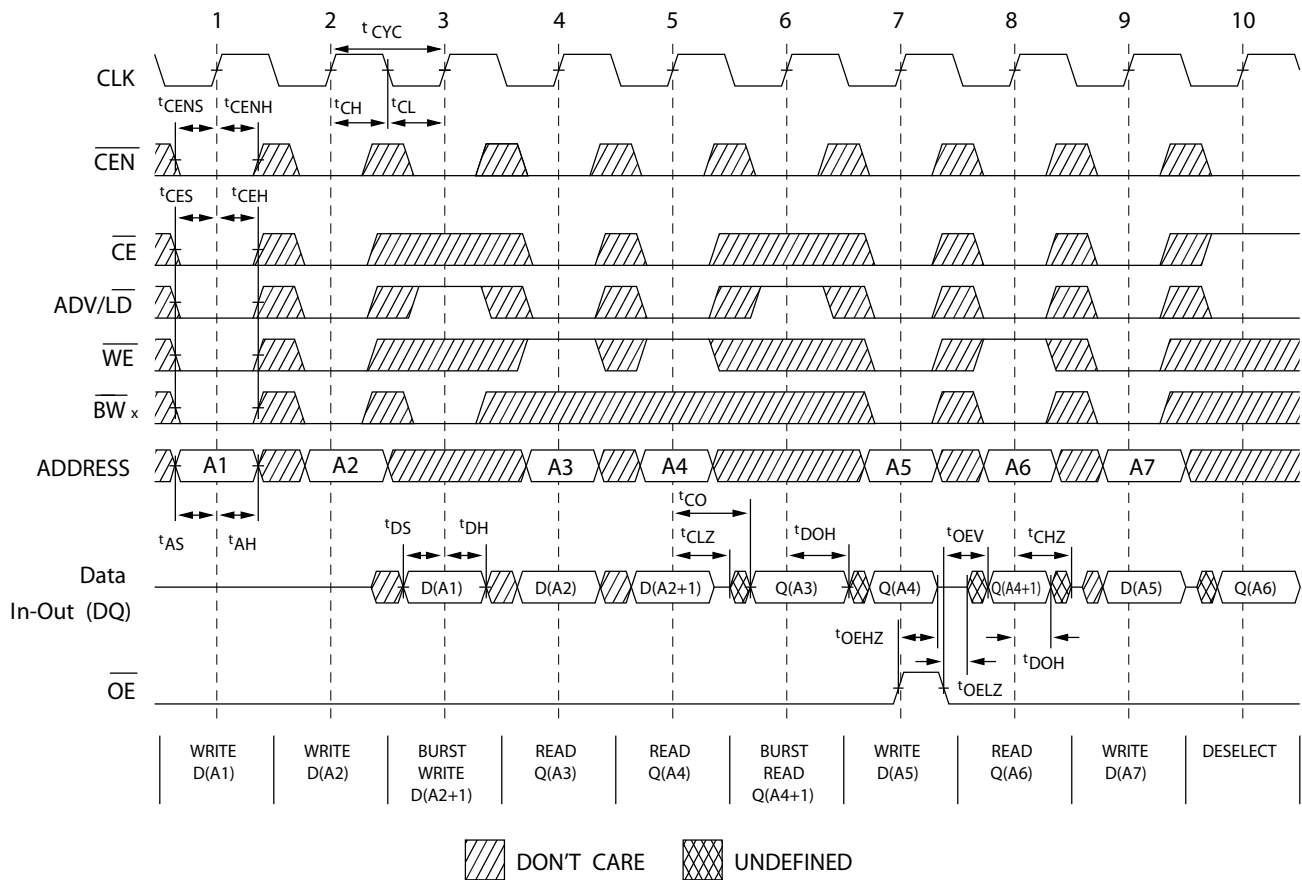 1 2 3 4 5 6 7 8 9 10
t CYC
CLK
tCENS tCENH
tCH tCL
CEN
tCES tCEH
CE
ADV/LD
WE
BW x
ADDRESS A1 A2 A3 A4 A5 A6 A7
tCO
tAS tAH tDS tDH tCLZ tDOH tOEV tCHZ
Data
In-Out (DQ)
D(A1) D(A2) D(A2+1) Q(A3) Q(A4) Q(A4+1) D(A5) Q(A6)
tOEHZ tDOH
tOELZ
OE
WRITE
D(A1)
WRITE
D(A2)
BURST
WRITE
D(A2+1)
READ
Q(A3)
READ
Q(A4)
BURST
READ
Q(A4+1)
WRITE
D(A5)
READ
Q(A6)
WRITE
D(A7)
DESELECT
DON'T CARE UNDEFINED